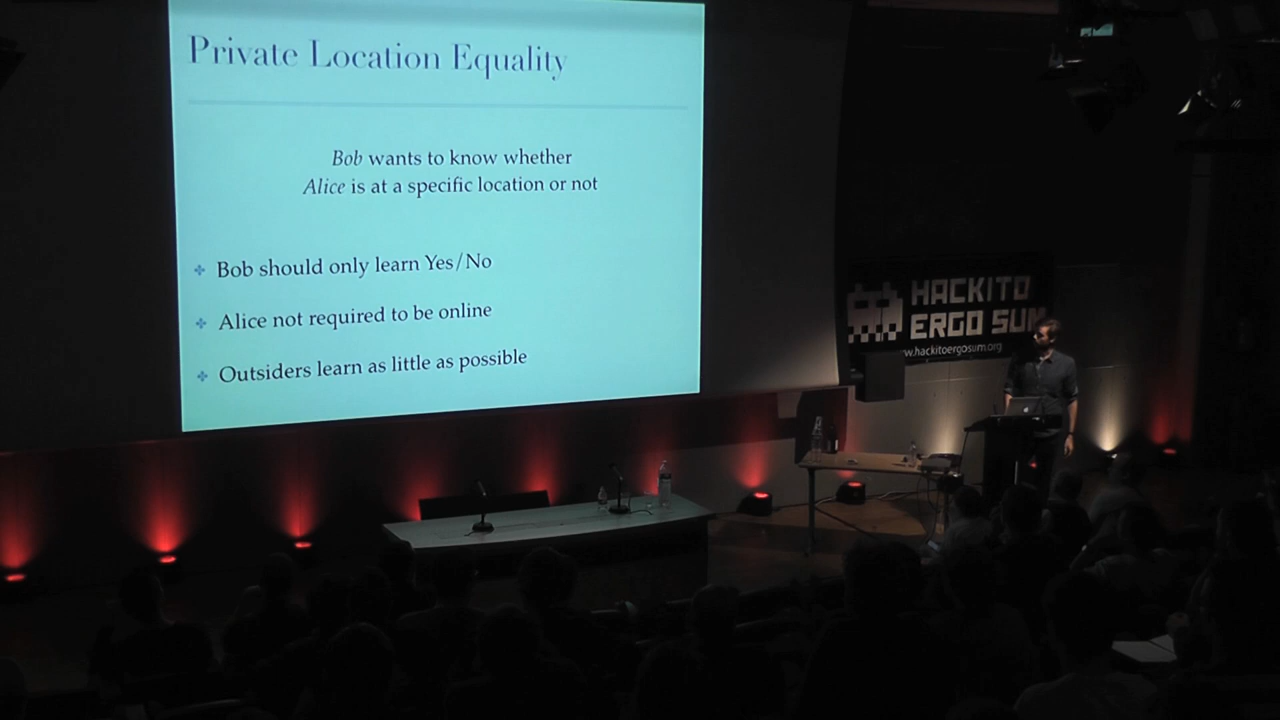 Private Location Equality
Bob wants to know whether
Alice is at a specific location or not
Bob should only learn Yes/No
Alice not required to be online
Outsiders learn as little as possible
HACKITO
ERGO SUM
www.hackitoergosum.org